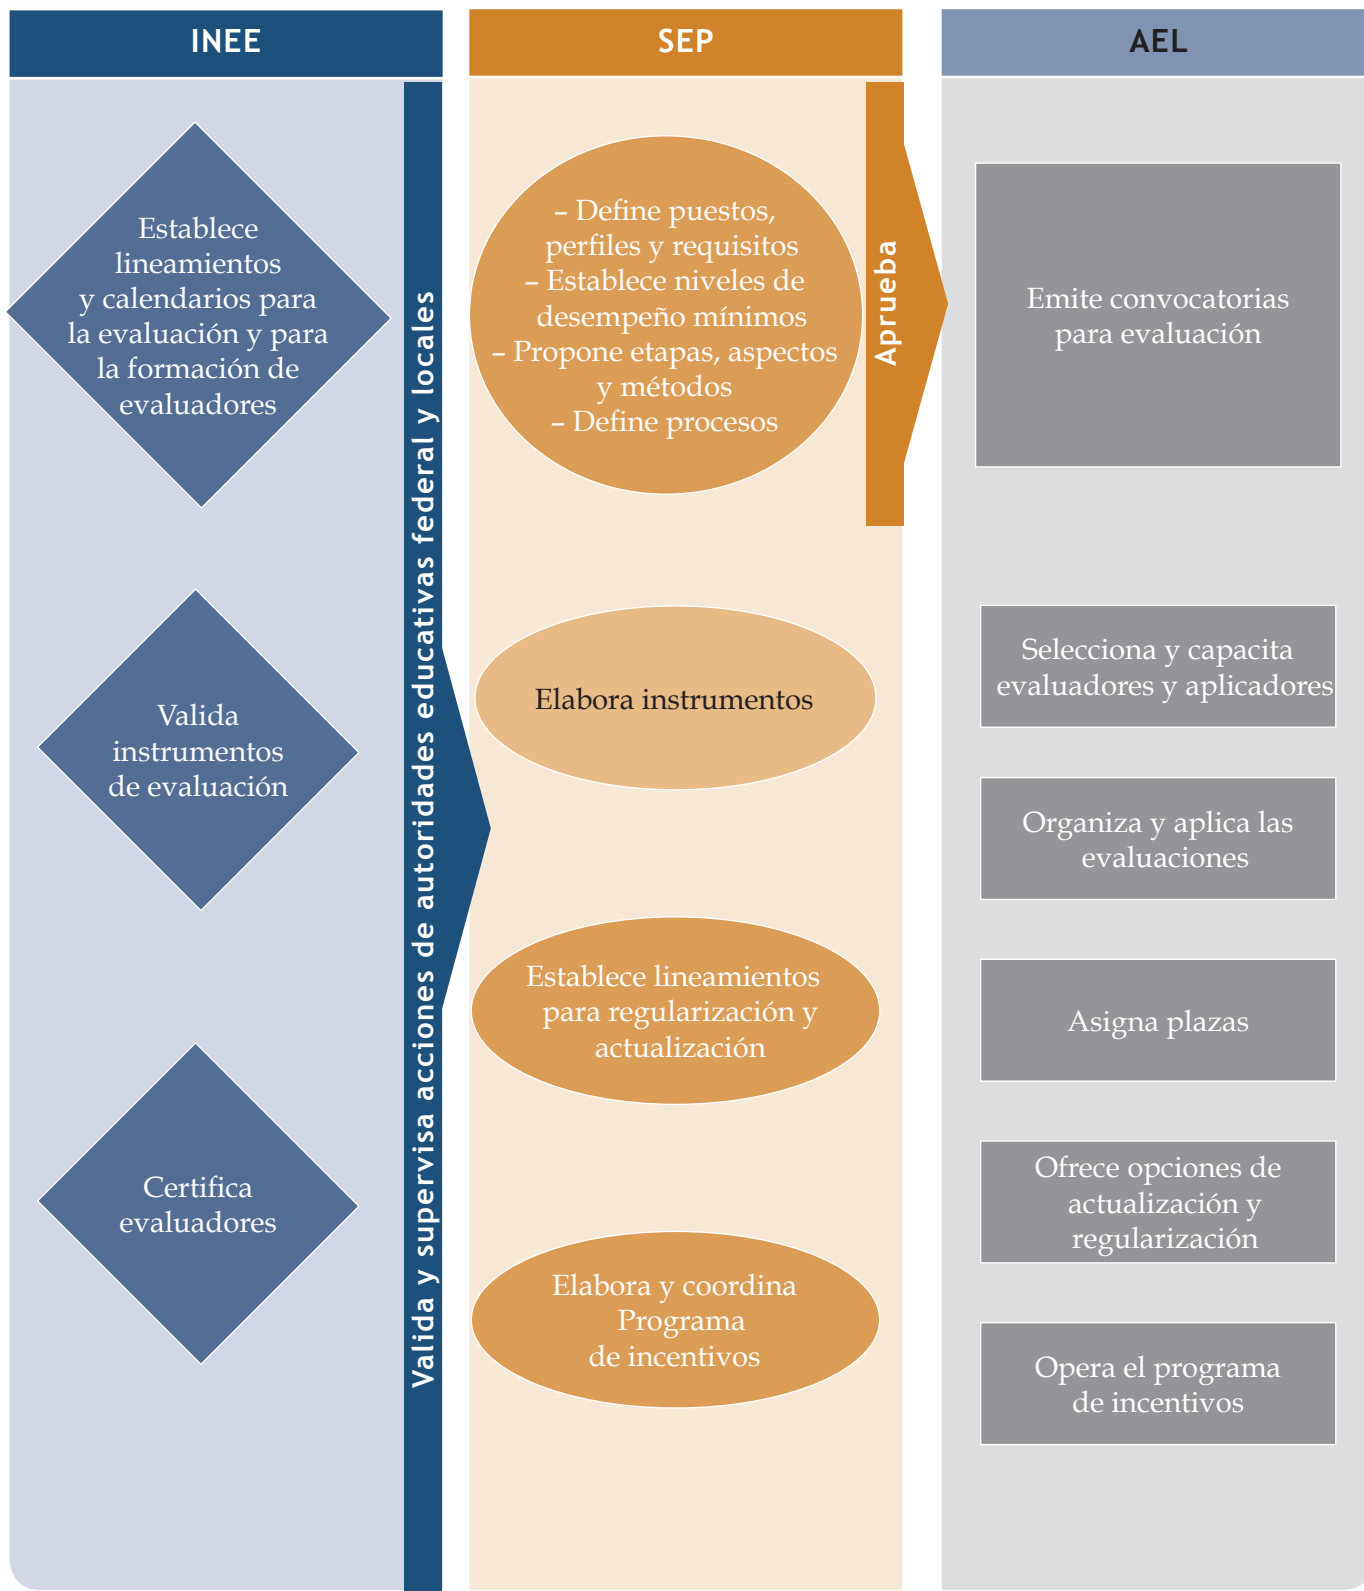 INEE
Establece
lineamientos
y calendarios para
la evaluación y para
la formación de
evaluadores
Valida
instrumentos
de evaluación
Certifica
evaluadores
Valida y supervisa acciones de autoridades educativas federal y locales
SEP
– Define puestos,
perfiles y requisitos
– Establece niveles de
desempeño mínimos
– Propone etapas, aspectos
y métodos
– Define procesos
Aprueba
Elabora instrumentos
Establece lineamientos
para regularización y
actualización
Elabora y coordina
Programa
de incentivos
AEL
Emite convocatorias
para evaluación
Selecciona y capacita
evaluadores y aplicadores
Organiza y aplica las
evaluaciones
Asigna plazas
Ofrece opciones de
actualización y
regularización
Opera el programa
de incentivos